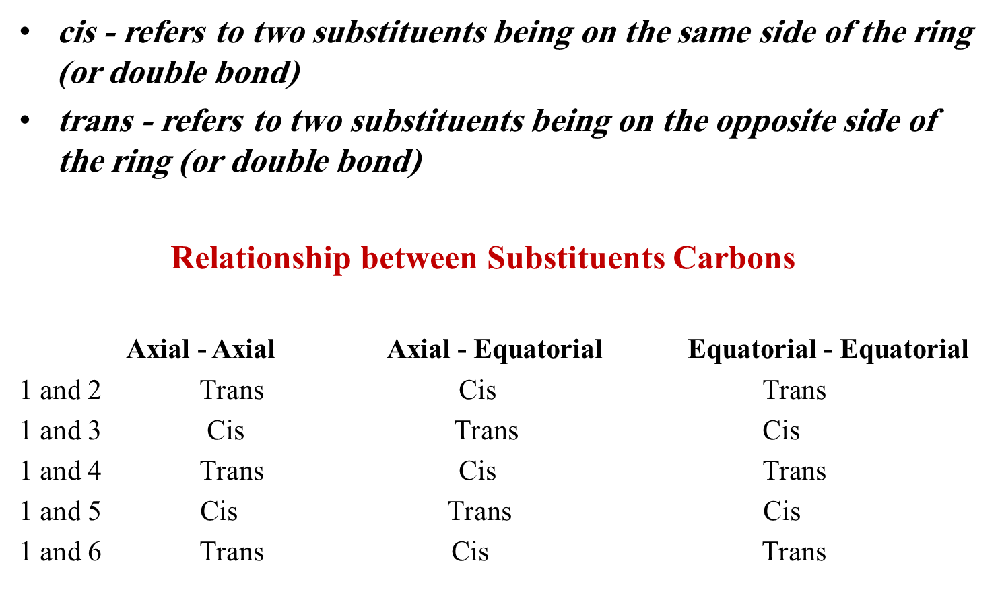 • cis - refers to two substituents being on the same side of the ring
(or double bond)
• trans - refers to two substituents being on the opposite side of
the ring (or double bond)
Relationship between Substituents Carbons
Axial - Axial Axial - Equatorial Equatorial - Equatorial
1 and 2 Trans Cis Trans
1 and 3 Cis Trans Cis
1 and 4 Trans Cis Trans
1 and 5 Cis Trans Cis
1 and 6 Trans Cis Trans